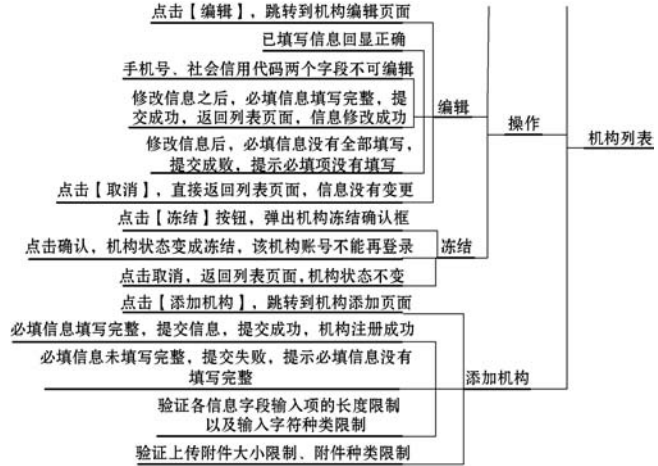 点击【编辑】，跳转到机构编辑页面
已填写信息回显正确
手机号、社会信用代码两个字段不可编辑
修改信息之后，必填信息填写完整，提
交成功，返回列表页面，信息修改成功
编辑
修改信息后，必填信息没有全部填写，
提交成败，提示必填项没有填写
点击【取消】，直接返回列表页面，信息没有变更
操作
机构列表
点击【冻结】按钮，弹出机构冻结确认框
点击确认，机构状态变成冻结，该机构账号不能再登录
冻结
点击取消，返回列表页面，机构状态不变
点击【添加机构】，跳转到机构添加页面
必填信息填写完整，提交信息，提交成功，机构注册成功
必填信息未填写完整，提交失败，提示必填信息没有
填写完整
添加机构
验证各信息字段输入项的长度限制
以及输入字符种类限制
验证上传附件大小限制、附件种类限制